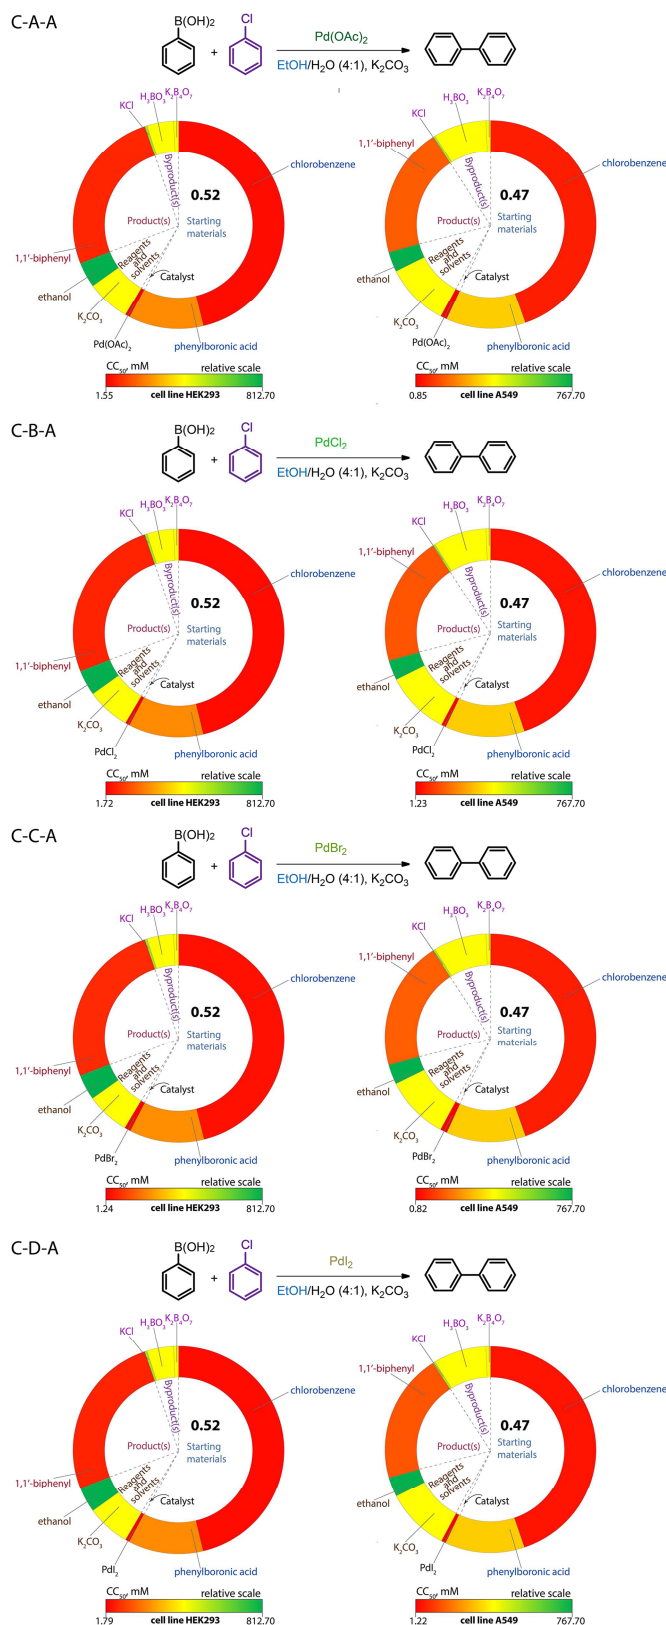 C-A-A
B(OH)₂
Cl
+
Pd(OAc)₂
EtOH/H₂O (4:1), K₂CO₃
KCl
H₃BO₃
K₂B₄O₇
chlorobenzene
Byproduct(s)
0.52
Product(s)
Starting materials
1,1′-biphenyl
Reagents and solvents
Catalyst
ethanol
K₂CO₃
Pd(OAc)₂
phenylboronic acid
CC₅₀, mM
relative scale
1.55
cell line HEK293
812.70
KCl
H₃BO₃
K₂B₄O₇
1,1′-biphenyl
chlorobenzene
Byproduct(s)
0.47
Product(s)
Starting materials
Reagents and solvents
Catalyst
ethanol
K₂CO₃
Pd(OAc)₂
phenylboronic acid
CC₅₀, mM
relative scale
0.85
cell line A549
767.70
C-B-A
B(OH)₂
Cl
+
PdCl₂
EtOH/H₂O (4:1), K₂CO₃
KCl
H₃BO₃
K₂B₄O₇
chlorobenzene
Byproduct(s)
0.52
Product(s)
Starting materials
1,1′-biphenyl
Reagents and solvents
Catalyst
ethanol
K₂CO₃
PdCl₂
phenylboronic acid
CC₅₀, mM
relative scale
1.72
cell line HEK293
812.70
KCl
H₃BO₃
K₂B₄O₇
1,1′-biphenyl
chlorobenzene
Byproduct(s)
0.47
Product(s)
Starting materials
Reagents and solvents
Catalyst
ethanol
K₂CO₃
PdCl₂
phenylboronic acid
CC₅₀, mM
relative scale
1.23
cell line A549
767.70
C-C-A
B(OH)₂
Cl
+
PdBr₂
EtOH/H₂O (4:1), K₂CO₃
KCl
H₃BO₃
K₂B₄O₇
chlorobenzene
Byproduct(s)
0.52
Product(s)
Starting materials
1,1′-biphenyl
Reagents and solvents
Catalyst
ethanol
K₂CO₃
PdBr₂
phenylboronic acid
CC₅₀, mM
relative scale
1.24
cell line HEK293
812.70
KCl
H₃BO₃
K₂B₄O₇
1,1′-biphenyl
chlorobenzene
Byproduct(s)
0.47
Product(s)
Starting materials
Reagents and solvents
Catalyst
ethanol
K₂CO₃
PdBr₂
phenylboronic acid
CC₅₀, mM
relative scale
0.82
cell line A549
767.70
C-D-A
B(OH)₂
Cl
+
PdI₂
EtOH/H₂O (4:1), K₂CO₃
KCl
H₃BO₃
K₂B₄O₇
chlorobenzene
Byproduct(s)
0.52
Product(s)
Starting materials
1,1′-biphenyl
Reagents and solvents
Catalyst
ethanol
K₂CO₃
PdI₂
phenylboronic acid
CC₅₀, mM
relative scale
1.79
cell line HEK293
812.70
KCl
H₃BO₃
K₂B₄O₇
1,1′-biphenyl
chlorobenzene
Byproduct(s)
0.47
Product(s)
Starting materials
Reagents and solvents
Catalyst
ethanol
K₂CO₃
PdI₂
phenylboronic acid
CC₅₀, mM
relative scale
1.22
cell line A549
767.70